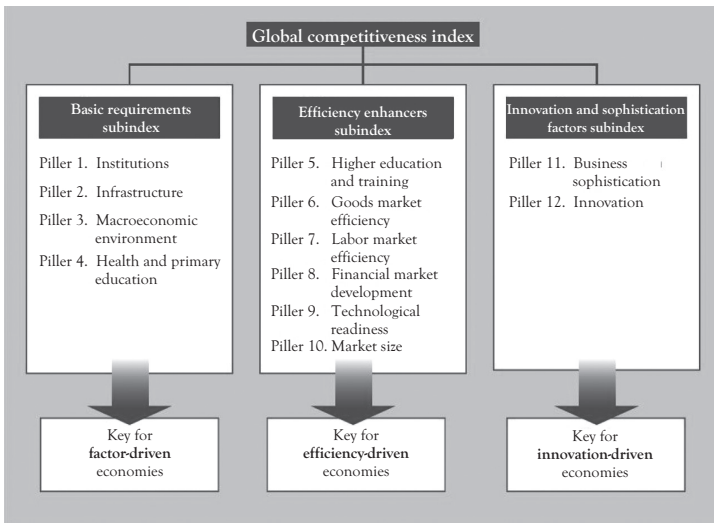 Global competitiveness index
Basic requirements
subindex
Piller 1. Institutions
Piller 2. Infrastructure
Piller 3. Macroeconomic
environment
Piller 4. Health and primary
education
Key for
factor-driven
economies
Efficiency enhancers
subindex
Piller 5. Higher education
and training
Piller 6. Goods market
efficiency
Piller 7. Labor market
efficiency
Piller 8. Financial market
development
Piller 9. Technological
readiness
Piller 10. Market size
Key for
efficiency-driven
economies
Innovation and sophistication
factors subindex
Piller 11. Business
sophistication
Piller 12. Innovation
Key for
innovation-driven
economies